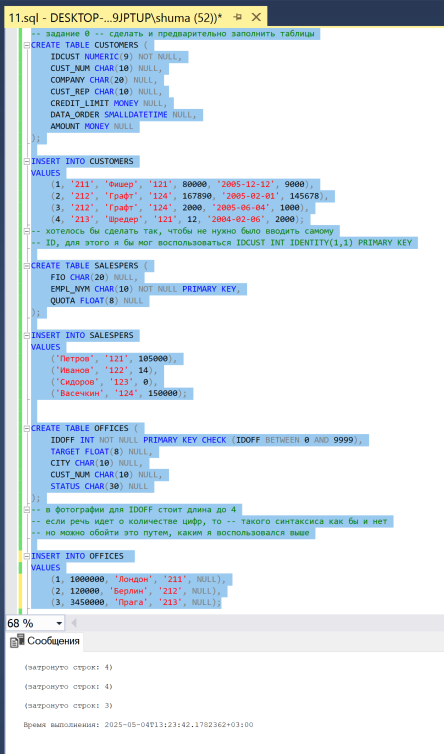 11.sql - DESKTOP-...9JPTUP\shuma (52))*
-- задание 0 -- сделать и предварительно заполнить таблицы
CREATE TABLE CUSTOMERS (
IDCUST NUMERIC(9) NOT NULL,
CUST_NUM CHAR(10) NULL,
COMPANY CHAR(20) NULL,
CUST_REP CHAR(10) NULL,
CREDIT_LIMIT MONEY NULL,
DATA_ORDER SMALLDATETIME NULL,
AMOUNT MONEY NULL
);
INSERT INTO CUSTOMERS
VALUES
(1, '211', 'Фишер', '121', 80000, '2005-12-12', 9000),
(2, '212', 'Графт', '124', 167890, '2005-02-01', 145678),
(3, '212', 'Графт', '124', 2000, '2005-06-04', 1000),
(4, '213', 'Шредер', '121', 12, '2004-02-06', 2000);
-- хотелось бы сделать так, чтобы не нужно было вводить самому
-- ID, для этого я бы мог воспользоваться IDCUST INT IDENTITY(1,1) PRIMARY KEY
CREATE TABLE SALESPERS (
FIO CHAR(20) NULL,
EMPL_NYM CHAR(10) NOT NULL PRIMARY KEY,
QUOTA FLOAT(8) NULL
);
INSERT INTO SALESPERS
VALUES
('Петров', '121', 105000),
('Иванов', '122', 14),
('Сидоров', '123', 0),
('Васечкин', '124', 150000);
CREATE TABLE OFFICES (
IDOFF INT NOT NULL PRIMARY KEY CHECK (IDOFF BETWEEN 0 AND 9999),
TARGET FLOAT(8) NULL,
CITY CHAR(10) NULL,
CUST_NUM CHAR(10) NULL,
STATUS CHAR(30) NULL
);
-- в фотографии для IDOFF стоит длина до 4
-- если речь идет о количестве цифр, то -- такого синтаксиса как бы и нет
-- но можно обойти это путем, каким я воспользовался выше
INSERT INTO OFFICES
VALUES
(1, 1000000, 'Лондон', '211', NULL),
(2, 120000, 'Берлин', '212', NULL),
(3, 3450000, 'Прага', '213', NULL);
68 %
Сообщения
(затронуто строк: 4)
(затронуто строк: 4)
(затронуто строк: 3)
Время выполнения: 2025-05-04T13:23:42.1782362+03:00